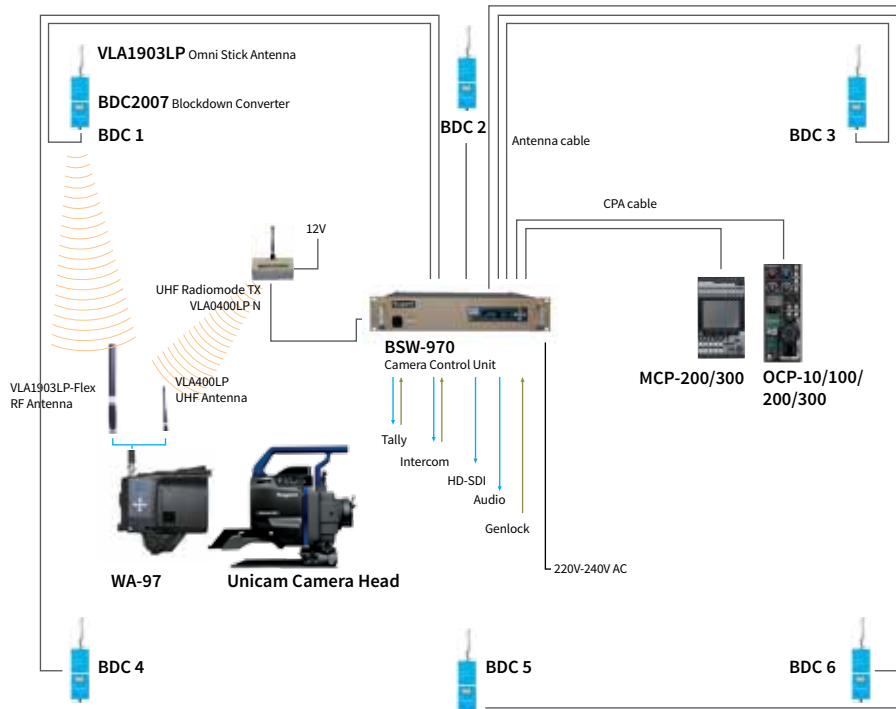 VLA1903LP Omni Stick Antenna
BDC2007 Blockdown Converter
BDC 1
BDC 2
BDC 3
Antenna cable
CPA cable
12V
UHF Radiomode TX
VLA0400LP N
BSW-970
Camera Control Unit
MCP-200/300
OCP-10/100/
200/300
VLA1903LP-Flex
RF Antenna
VLA400LP
UHF Antenna
Tally
Intercom
HD-SDI
Audio
Genlock
220V-240V AC
WA-97
Unicam Camera Head
BDC 4
BDC 5
BDC 6